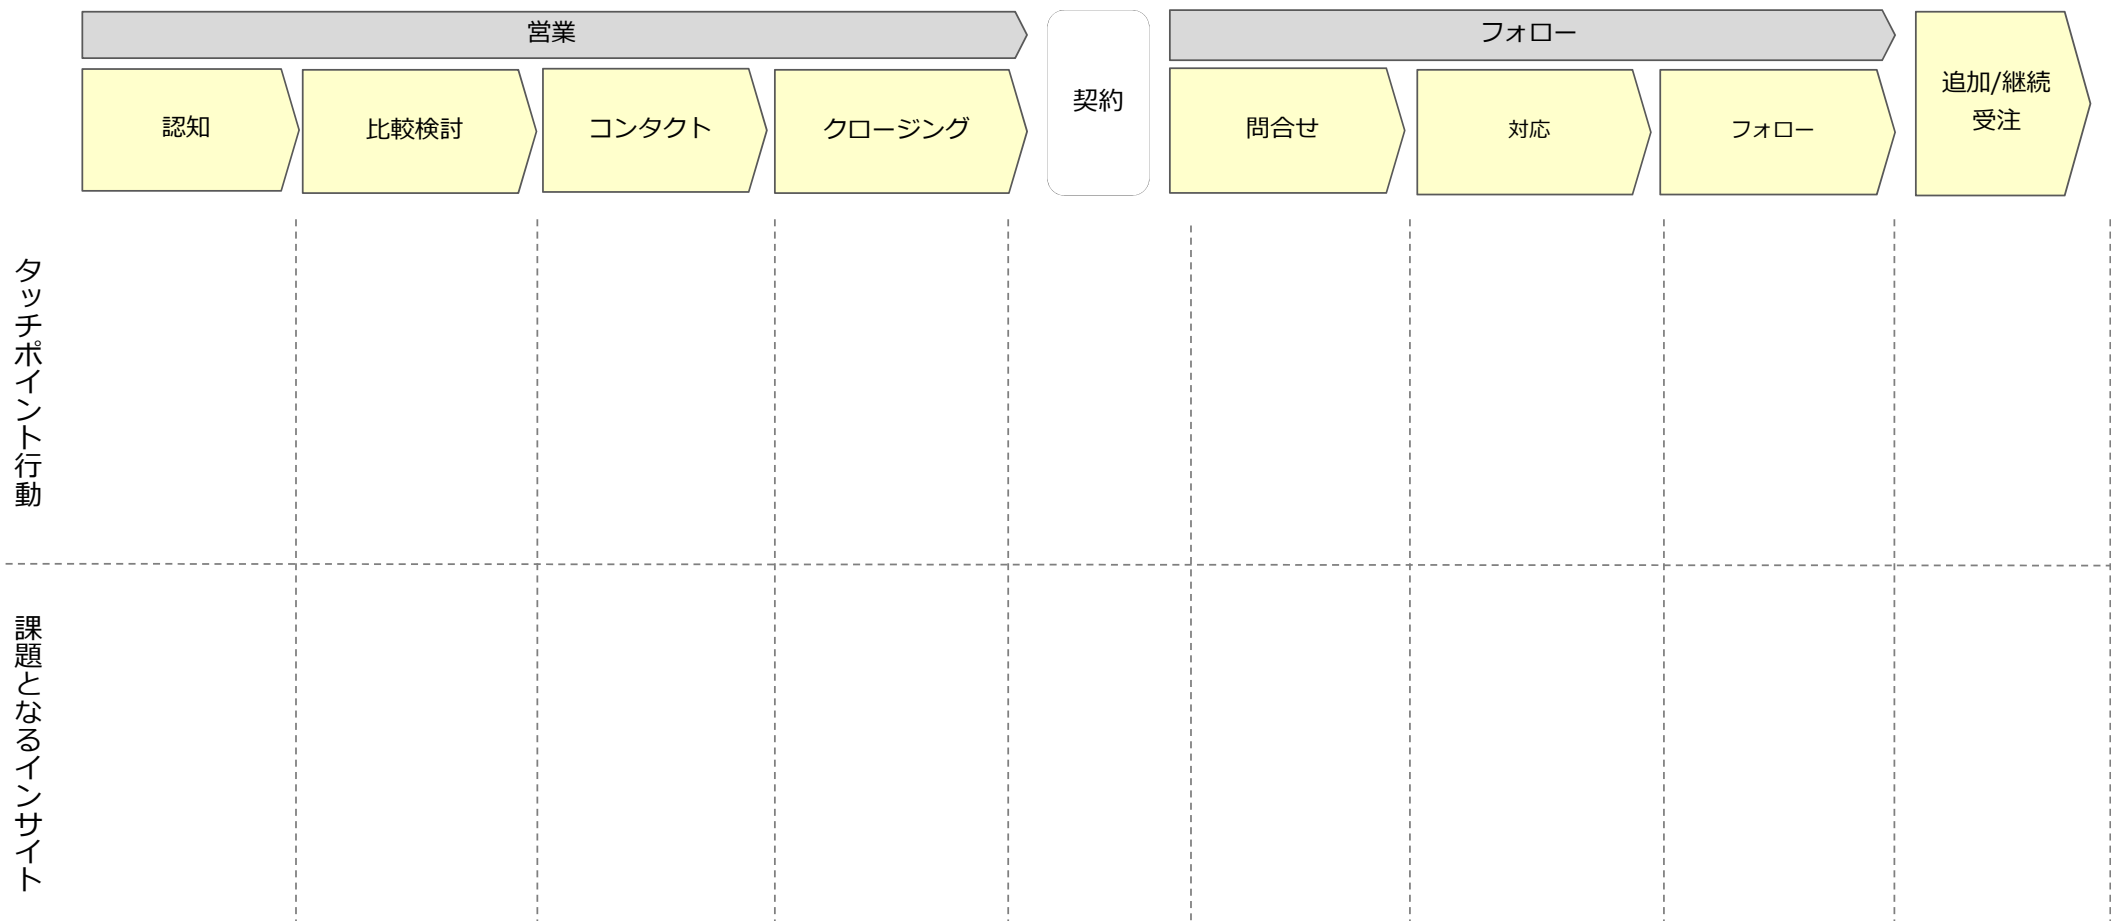 営業
フォロー
認知
比較検討
コンタクト
クロージング
契約
問合せ
対応
フォロー
追加/継続
受注
タッチポイント行動
課題となるインサイト